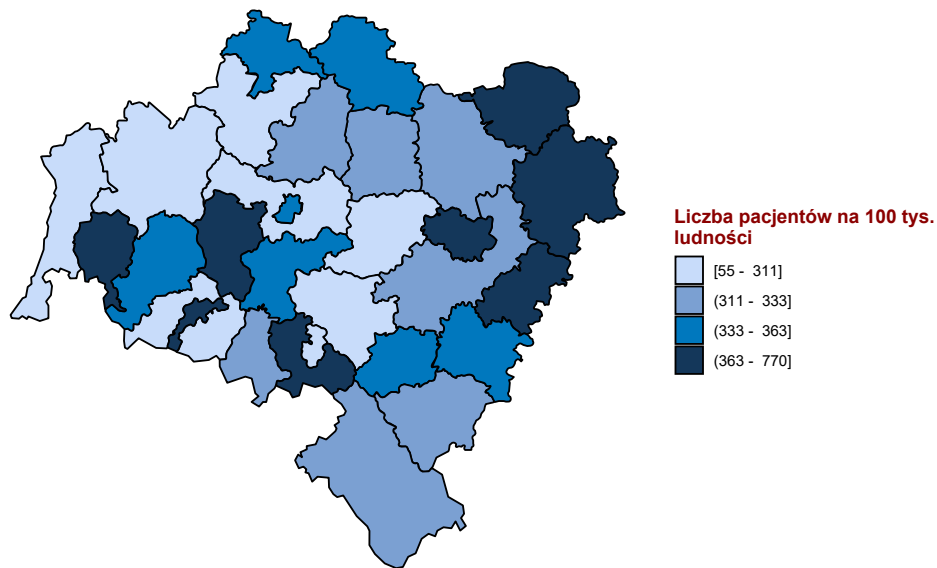 Liczba pacjentów na 100 tys.
ludności
[55 - 311]
(311 - 333]
(333 - 363]
(363 - 770]